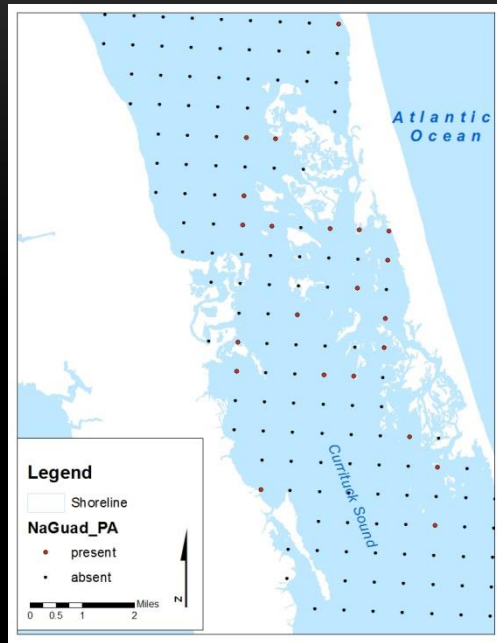 Atlantic
Ocean
Currituck Sound
Legend
Shoreline
NaGuad_PA
present
absent
0 0.5 1 2 Miles
N